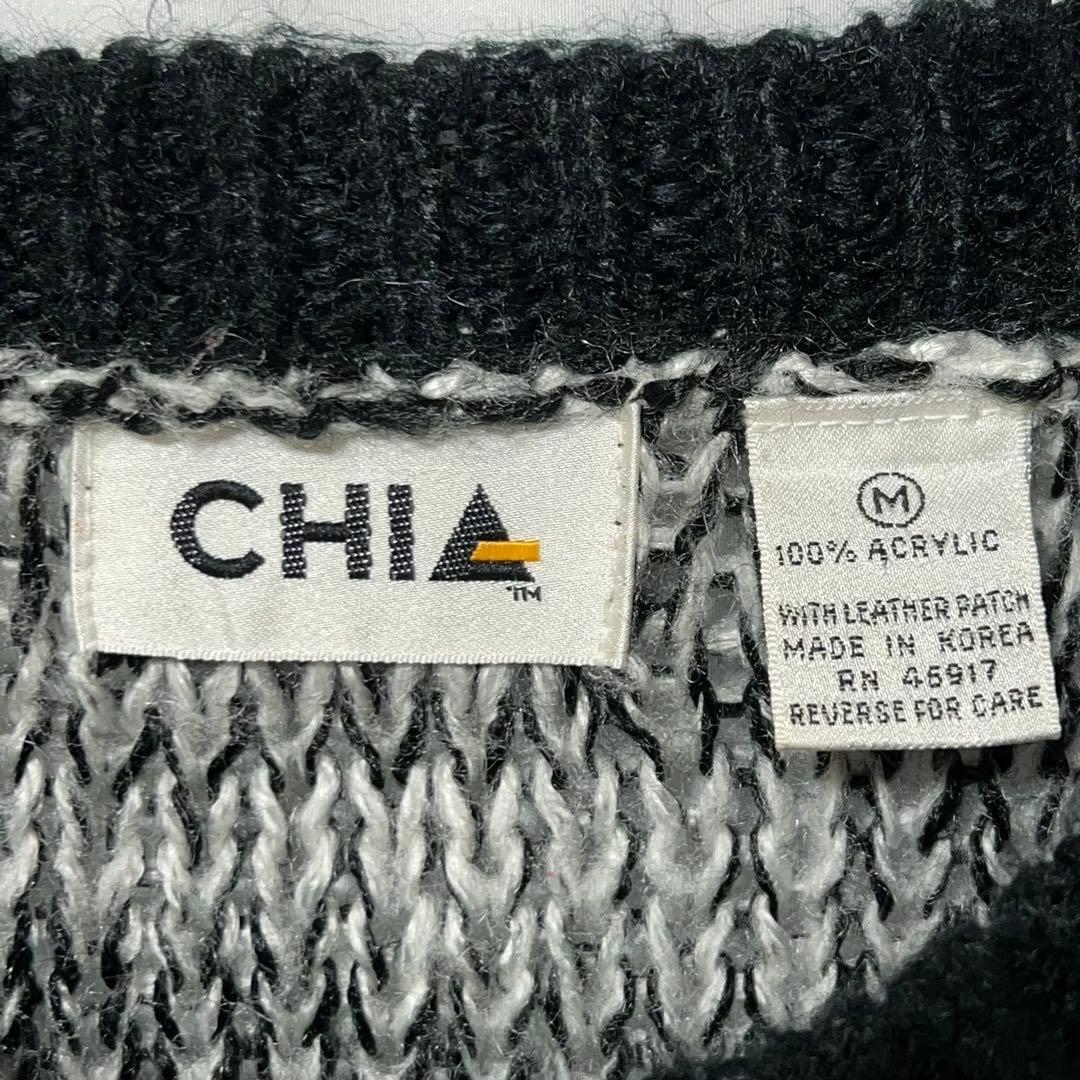 CHIA
TM
M
100% ACRYLIC
WITH LEATHER PATCH
MADE IN KOREA
RN 46917
REVERSE FOR CARE